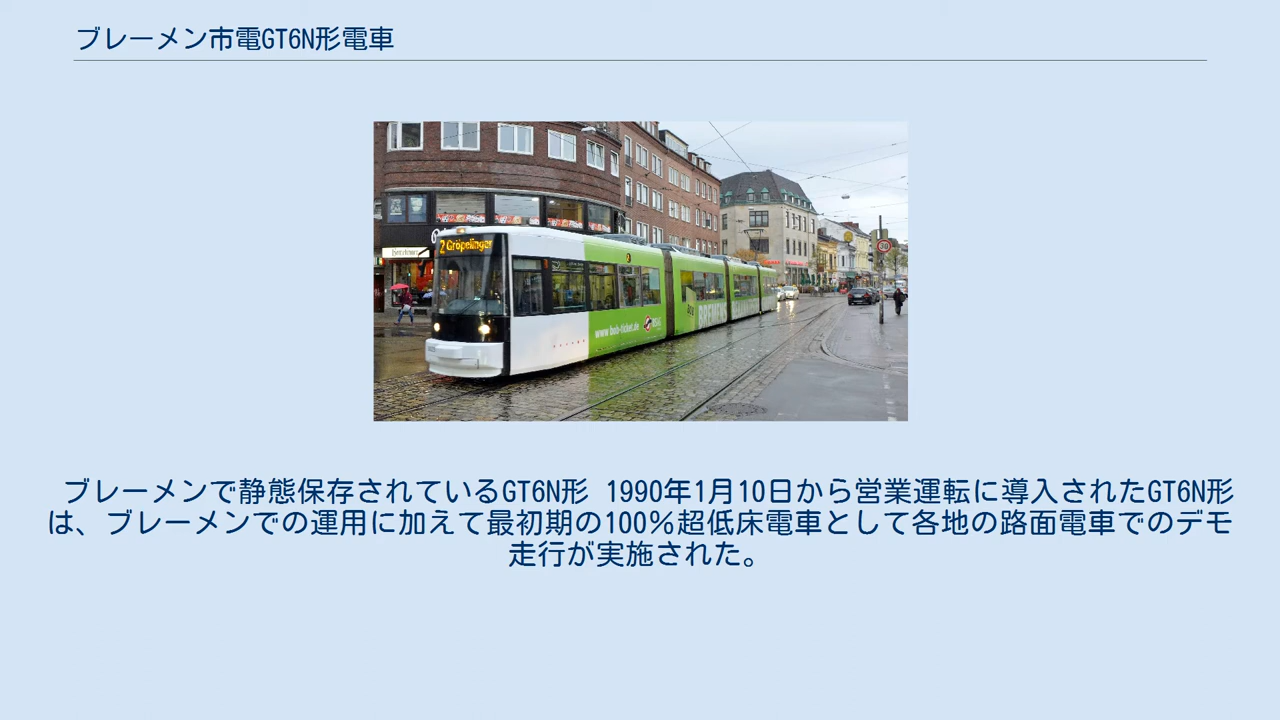 ブレーメン市電GT6N形電車
2 Gröpelingen
www.bob-ticket.de
BSAG
BREMENS
ブレーメンで静態保存されているGT6N形 1990年1月10日から営業運転に導入されたGT6N形
は、ブレーメンでの運用に加えて最初期の100%超低床電車として各地の路面電車でのデモ
走行が実施された。